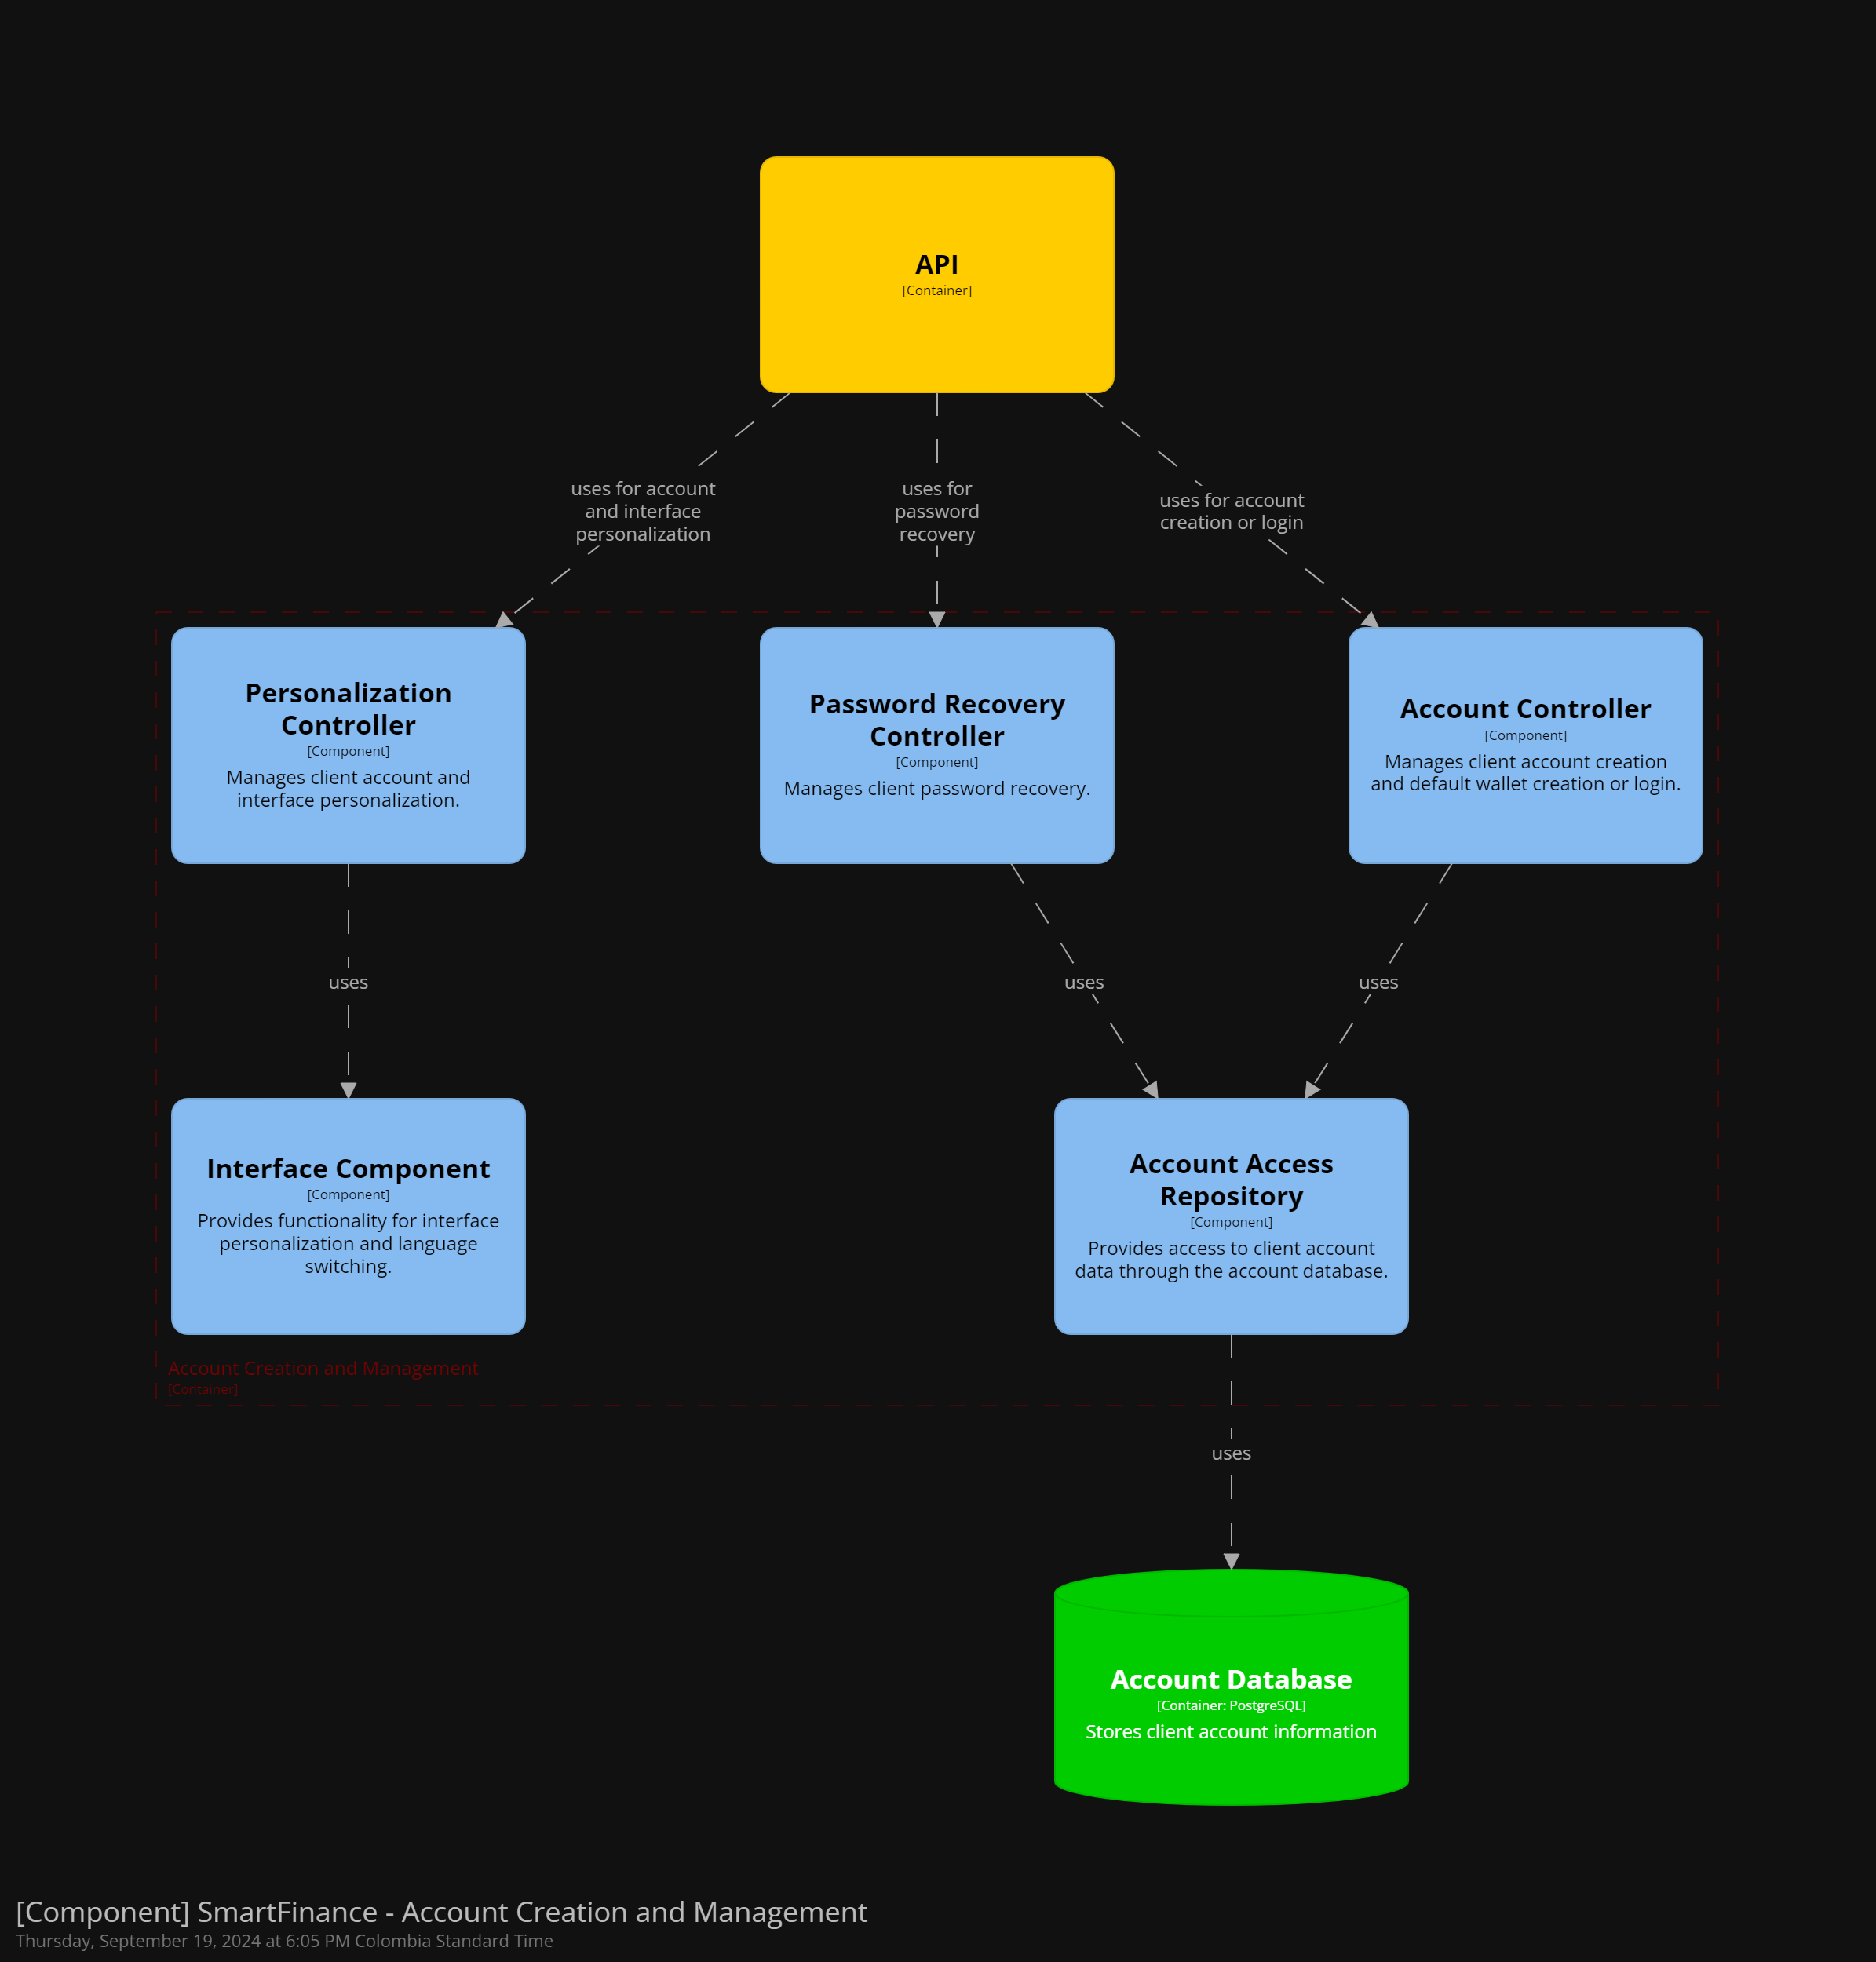 API
[Container]
uses for account
and interface
personalization
uses for
password
recovery
uses for account
creation or login
Personalization
Controller
[Component]
Manages client account and
interface personalization.
Password Recovery
Controller
[Component]
Manages client password recovery.
Account Controller
[Component]
Manages client account creation
and default wallet creation or login.
uses
uses
uses
Interface Component
[Component]
Provides functionality for interface
personalization and language
switching.
Account Access
Repository
[Component]
Provides access to client account
data through the account database.
Account Creation and Management
[Container]
uses
Account Database
[Container: PostgreSQL]
Stores client account information
[Component] SmartFinance - Account Creation and Management
Thursday, September 19, 2024 at 6:05 PM Colombia Standard Time